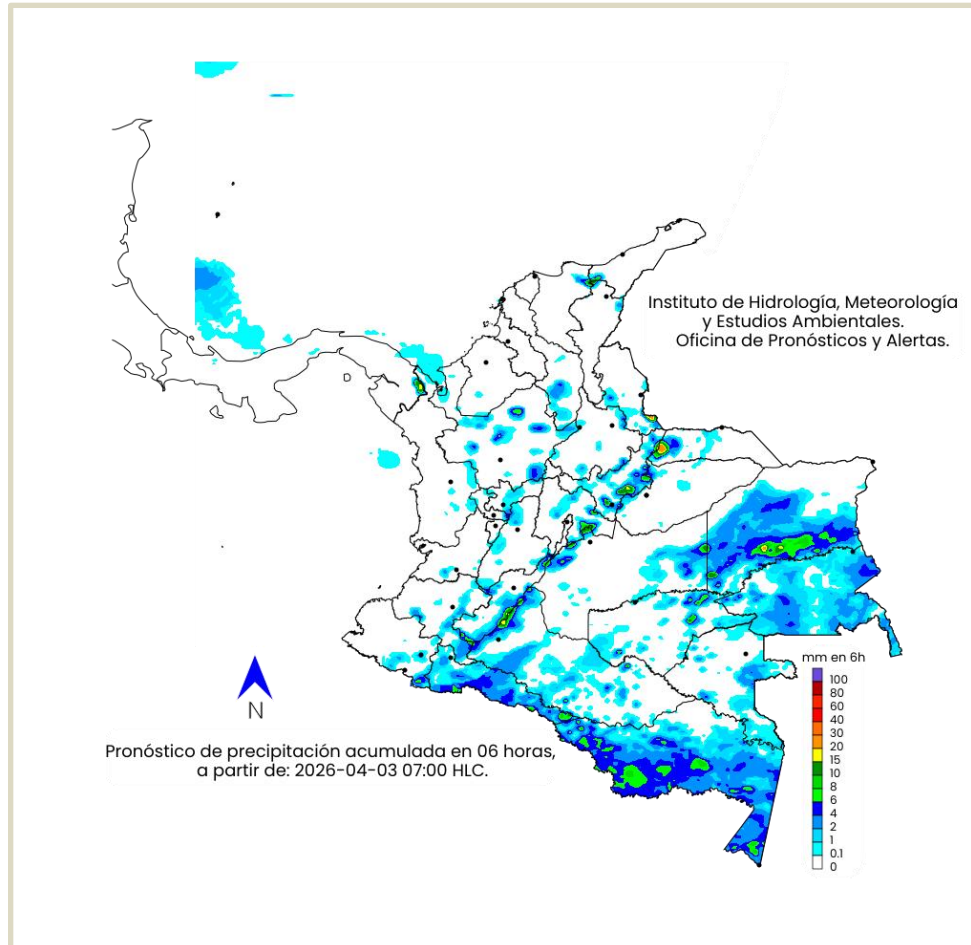 Instituto de Hidrología, Meteorología
y Estudios Ambientales.
Oficina de Pronósticos y Alertas.
N
Pronóstico de precipitación acumulada en 06 horas,
a partir de: 2026-04-03 07:00 HLC.
mm en 6h
100
80
60
40
30
20
15
10
8
6
4
2
1
0.1
0